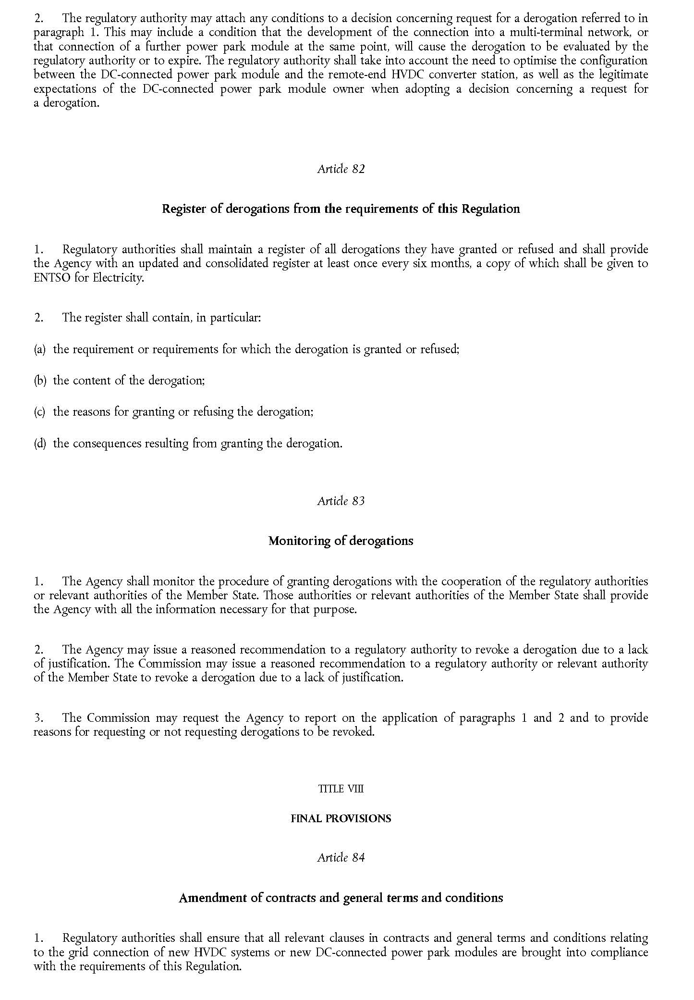 2. The regulatory authority may attach any conditions to a decision concerning request for a derogation referred to in
paragraph 1. This may include a condition that the development of the connection into a multi-terminal network, or
that connection of a further power park module at the same point, will cause the derogation to be evaluated by the
regulatory authority or to expire. The regulatory authority shall take into account the need to optimise the configuration
between the DC-connected power park module and the remote-end HVDC converter station, as well as the legitimate
expectations of the DC-connected power park module owner when adopting a decision concerning a request for
a derogation.
Article 82
Register of derogations from the requirements of this Regulation
1. Regulatory authorities shall maintain a register of all derogations they have granted or refused and shall provide
the Agency with an updated and consolidated register at least once every six months, a copy of which shall be given to
ENTSO for Electricity.
2. The register shall contain, in particular:
(a) the requirement or requirements for which the derogation is granted or refused;
(b) the content of the derogation;
(c) the reasons for granting or refusing the derogation;
(d) the consequences resulting from granting the derogation.
Article 83
Monitoring of derogations
1. The Agency shall monitor the procedure of granting derogations with the cooperation of the regulatory authorities
or relevant authorities of the Member State. Those authorities or relevant authorities of the Member State shall provide
the Agency with all the information necessary for that purpose.
2. The Agency may issue a reasoned recommendation to a regulatory authority to revoke a derogation due to a lack
of justification. The Commission may issue a reasoned recommendation to a regulatory authority or relevant authority
of the Member State to revoke a derogation due to a lack of justification.
3. The Commission may request the Agency to report on the application of paragraphs 1 and 2 and to provide
reasons for requesting or not requesting derogations to be revoked.
TITLE VIII
FINAL PROVISIONS
Article 84
Amendment of contracts and general terms and conditions
1. Regulatory authorities shall ensure that all relevant clauses in contracts and general terms and conditions relating
to the grid connection of new HVDC systems or new DC-connected power park modules are brought into compliance
with the requirements of this Regulation.